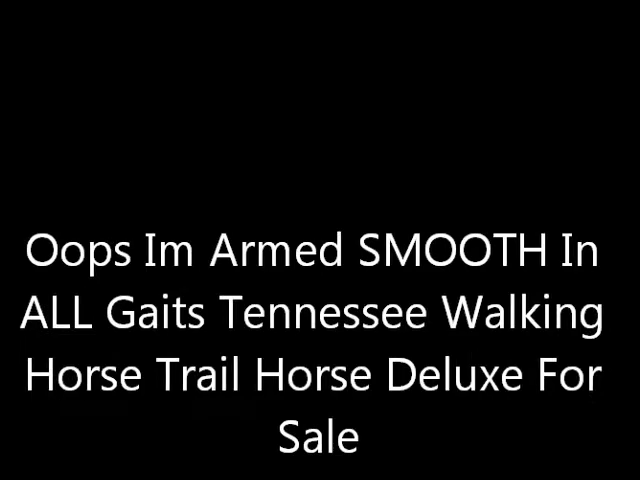 Oops Im Armed SMOOTH In
ALL Gaits Tennessee Walking
Horse Trail Horse Deluxe For
Sale